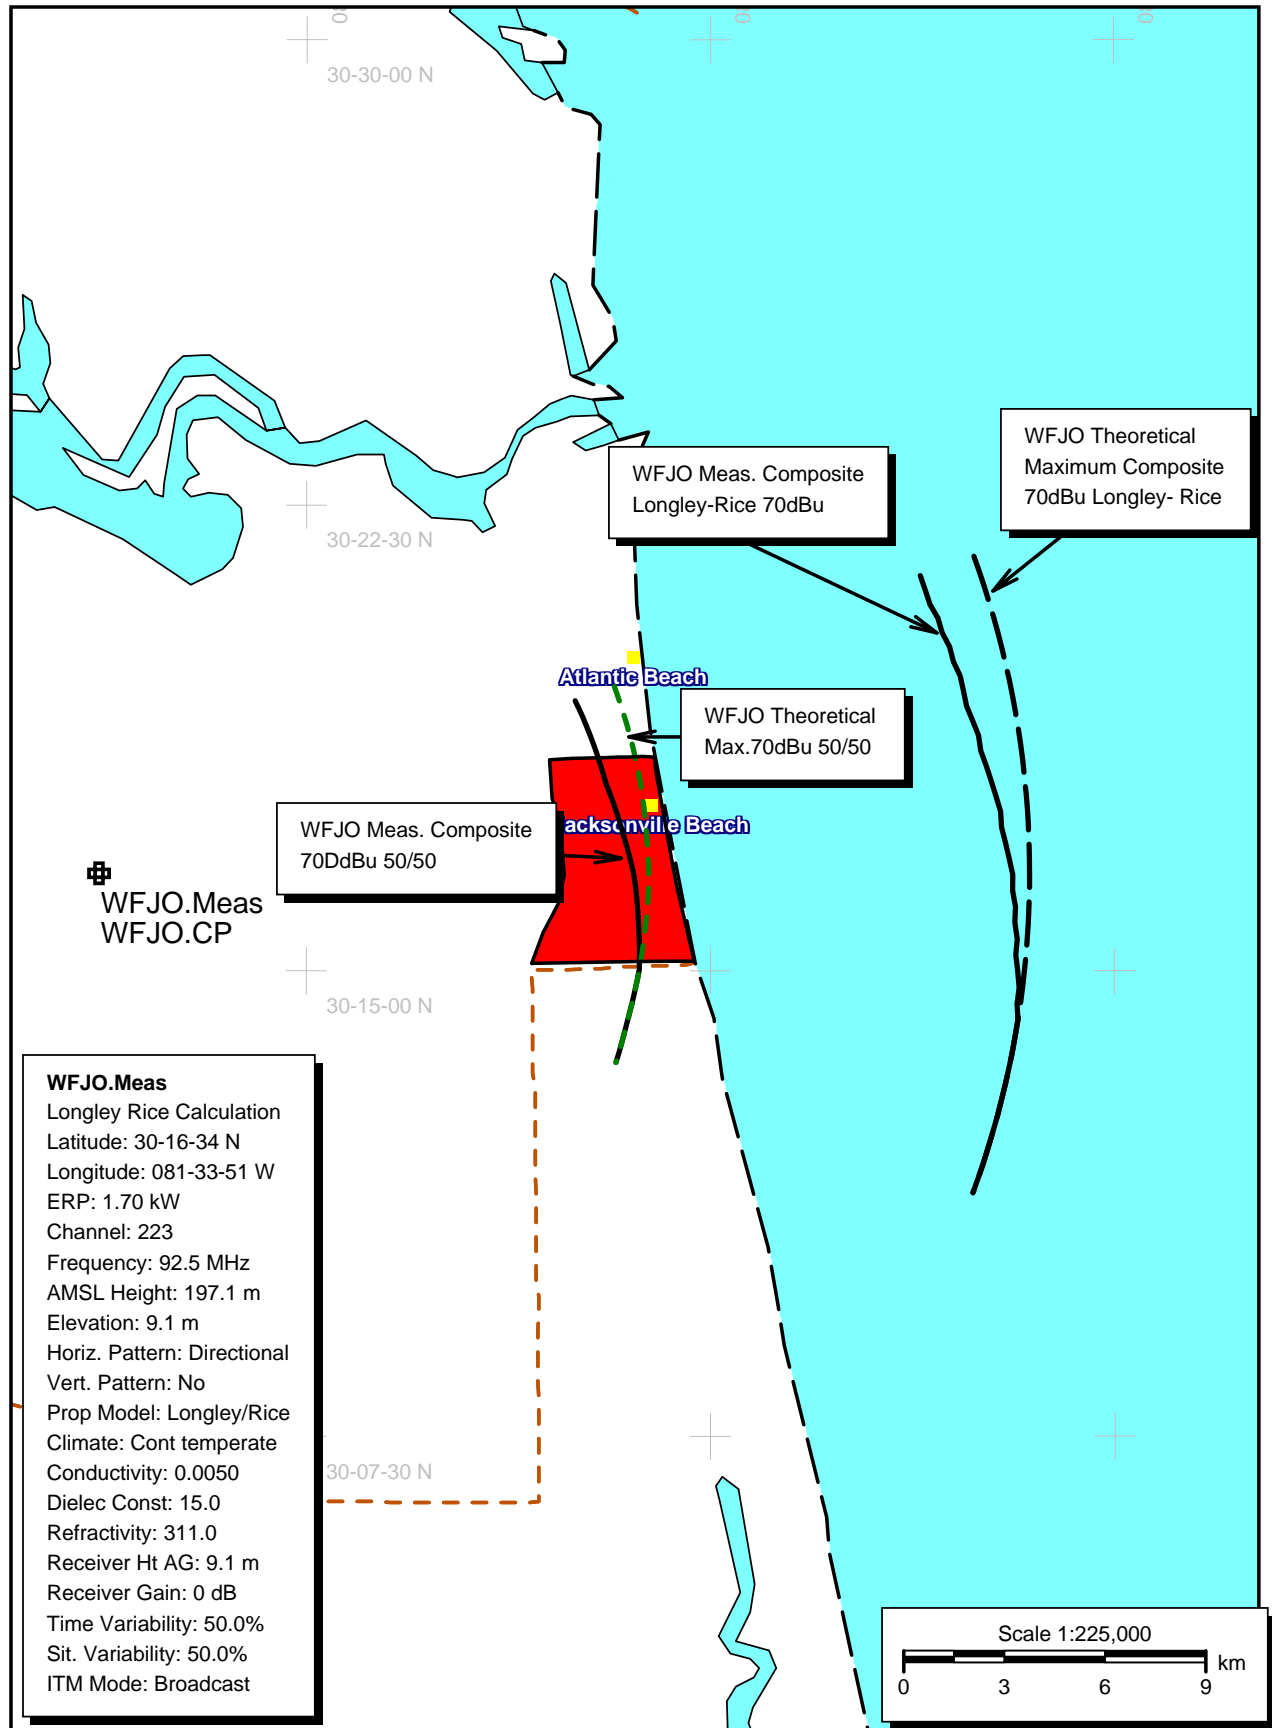 30-30-00 N
WFJO Theoretical
Maximum Composite
70dBu Longley- Rice
WFJO Meas. Composite
Longley-Rice 70dBu
30-22-30 N
Atlantic Beach
WFJO Theoretical
Max.70dBu 50/50
WFJO Meas. Composite
70DdBu 50/50
acksonville Beach
WFJO.Meas
WFJO.CP
30-15-00 N
WFJO.Meas
Longley Rice Calculation
Latitude: 30-16-34 N
Longitude: 081-33-51 W
ERP: 1.70 kW
Channel: 223
Frequency: 92.5 MHz
AMSL Height: 197.1 m
Elevation: 9.1 m
Horiz. Pattern: Directional
Vert. Pattern: No
Prop Model: Longley/Rice
Climate: Cont temperate
Conductivity: 0.0050
Dielec Const: 15.0
Refractivity: 311.0
Receiver Ht AG: 9.1 m
Receiver Gain: 0 dB
Time Variability: 50.0%
Sit. Variability: 50.0%
ITM Mode: Broadcast
30-07-30 N
Scale 1:225,000
km
0 3 6 9